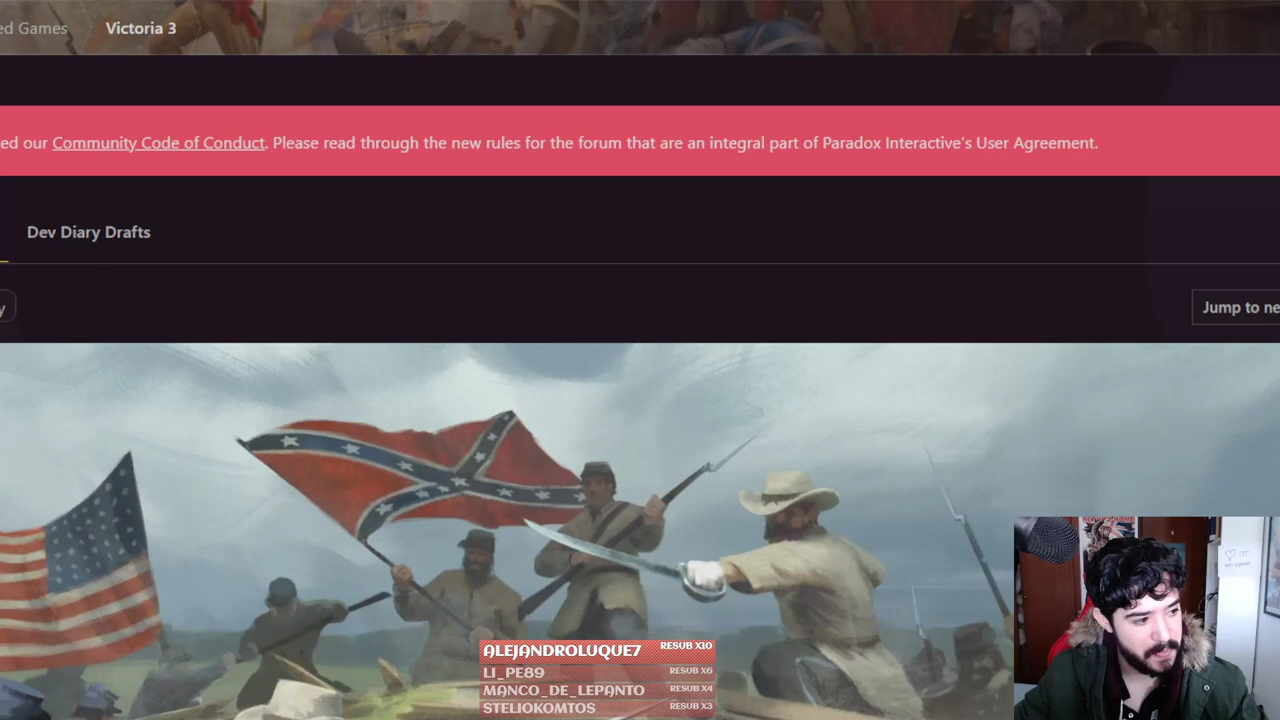 ed Games
Victoria 3
ed our Community Code of Conduct. Please read through the new rules for the forum that are an integral part of Paradox Interactive's User Agreement.
Dev Diary Drafts
y
Jump to ne
ALEJANDROLUQUE7 RESUB X10
LI_PE89 RESUB X6
MANCO_DE_LEPANTO RESUB X4
STELIOKOMTOS RESUB X3